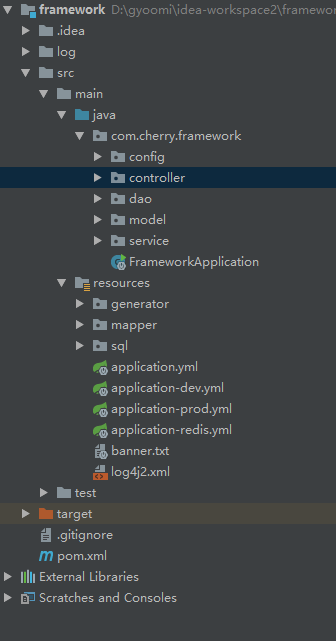 framework D:\gyoomi\idea-workspace2\framewor
.idea
log
src
main
java
com.cherry.framework
config
controller
dao
model
service
FrameworkApplication
resources
generator
mapper
sql
application.yml
application-dev.yml
application-prod.yml
application-redis.yml
banner.txt
log4j2.xml
test
target
.gitignore
pom.xml
External Libraries
Scratches and Consoles